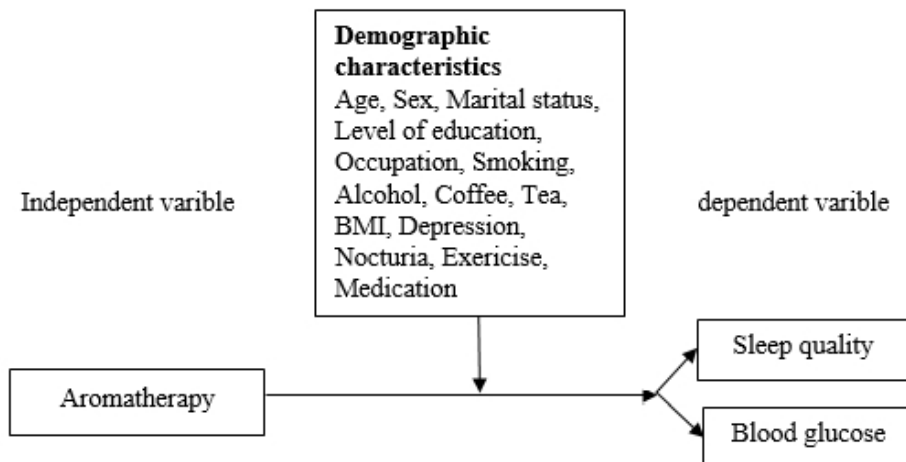 Demographic
characteristics
Age, Sex, Marital status,
Level of education,
Occupation, Smoking,
Alcohol, Coffee, Tea,
BMI, Depression,
Nocturia, Exericise,
Medication
Independent varible
dependent varible
Aromatherapy
Sleep quality
Blood glucose